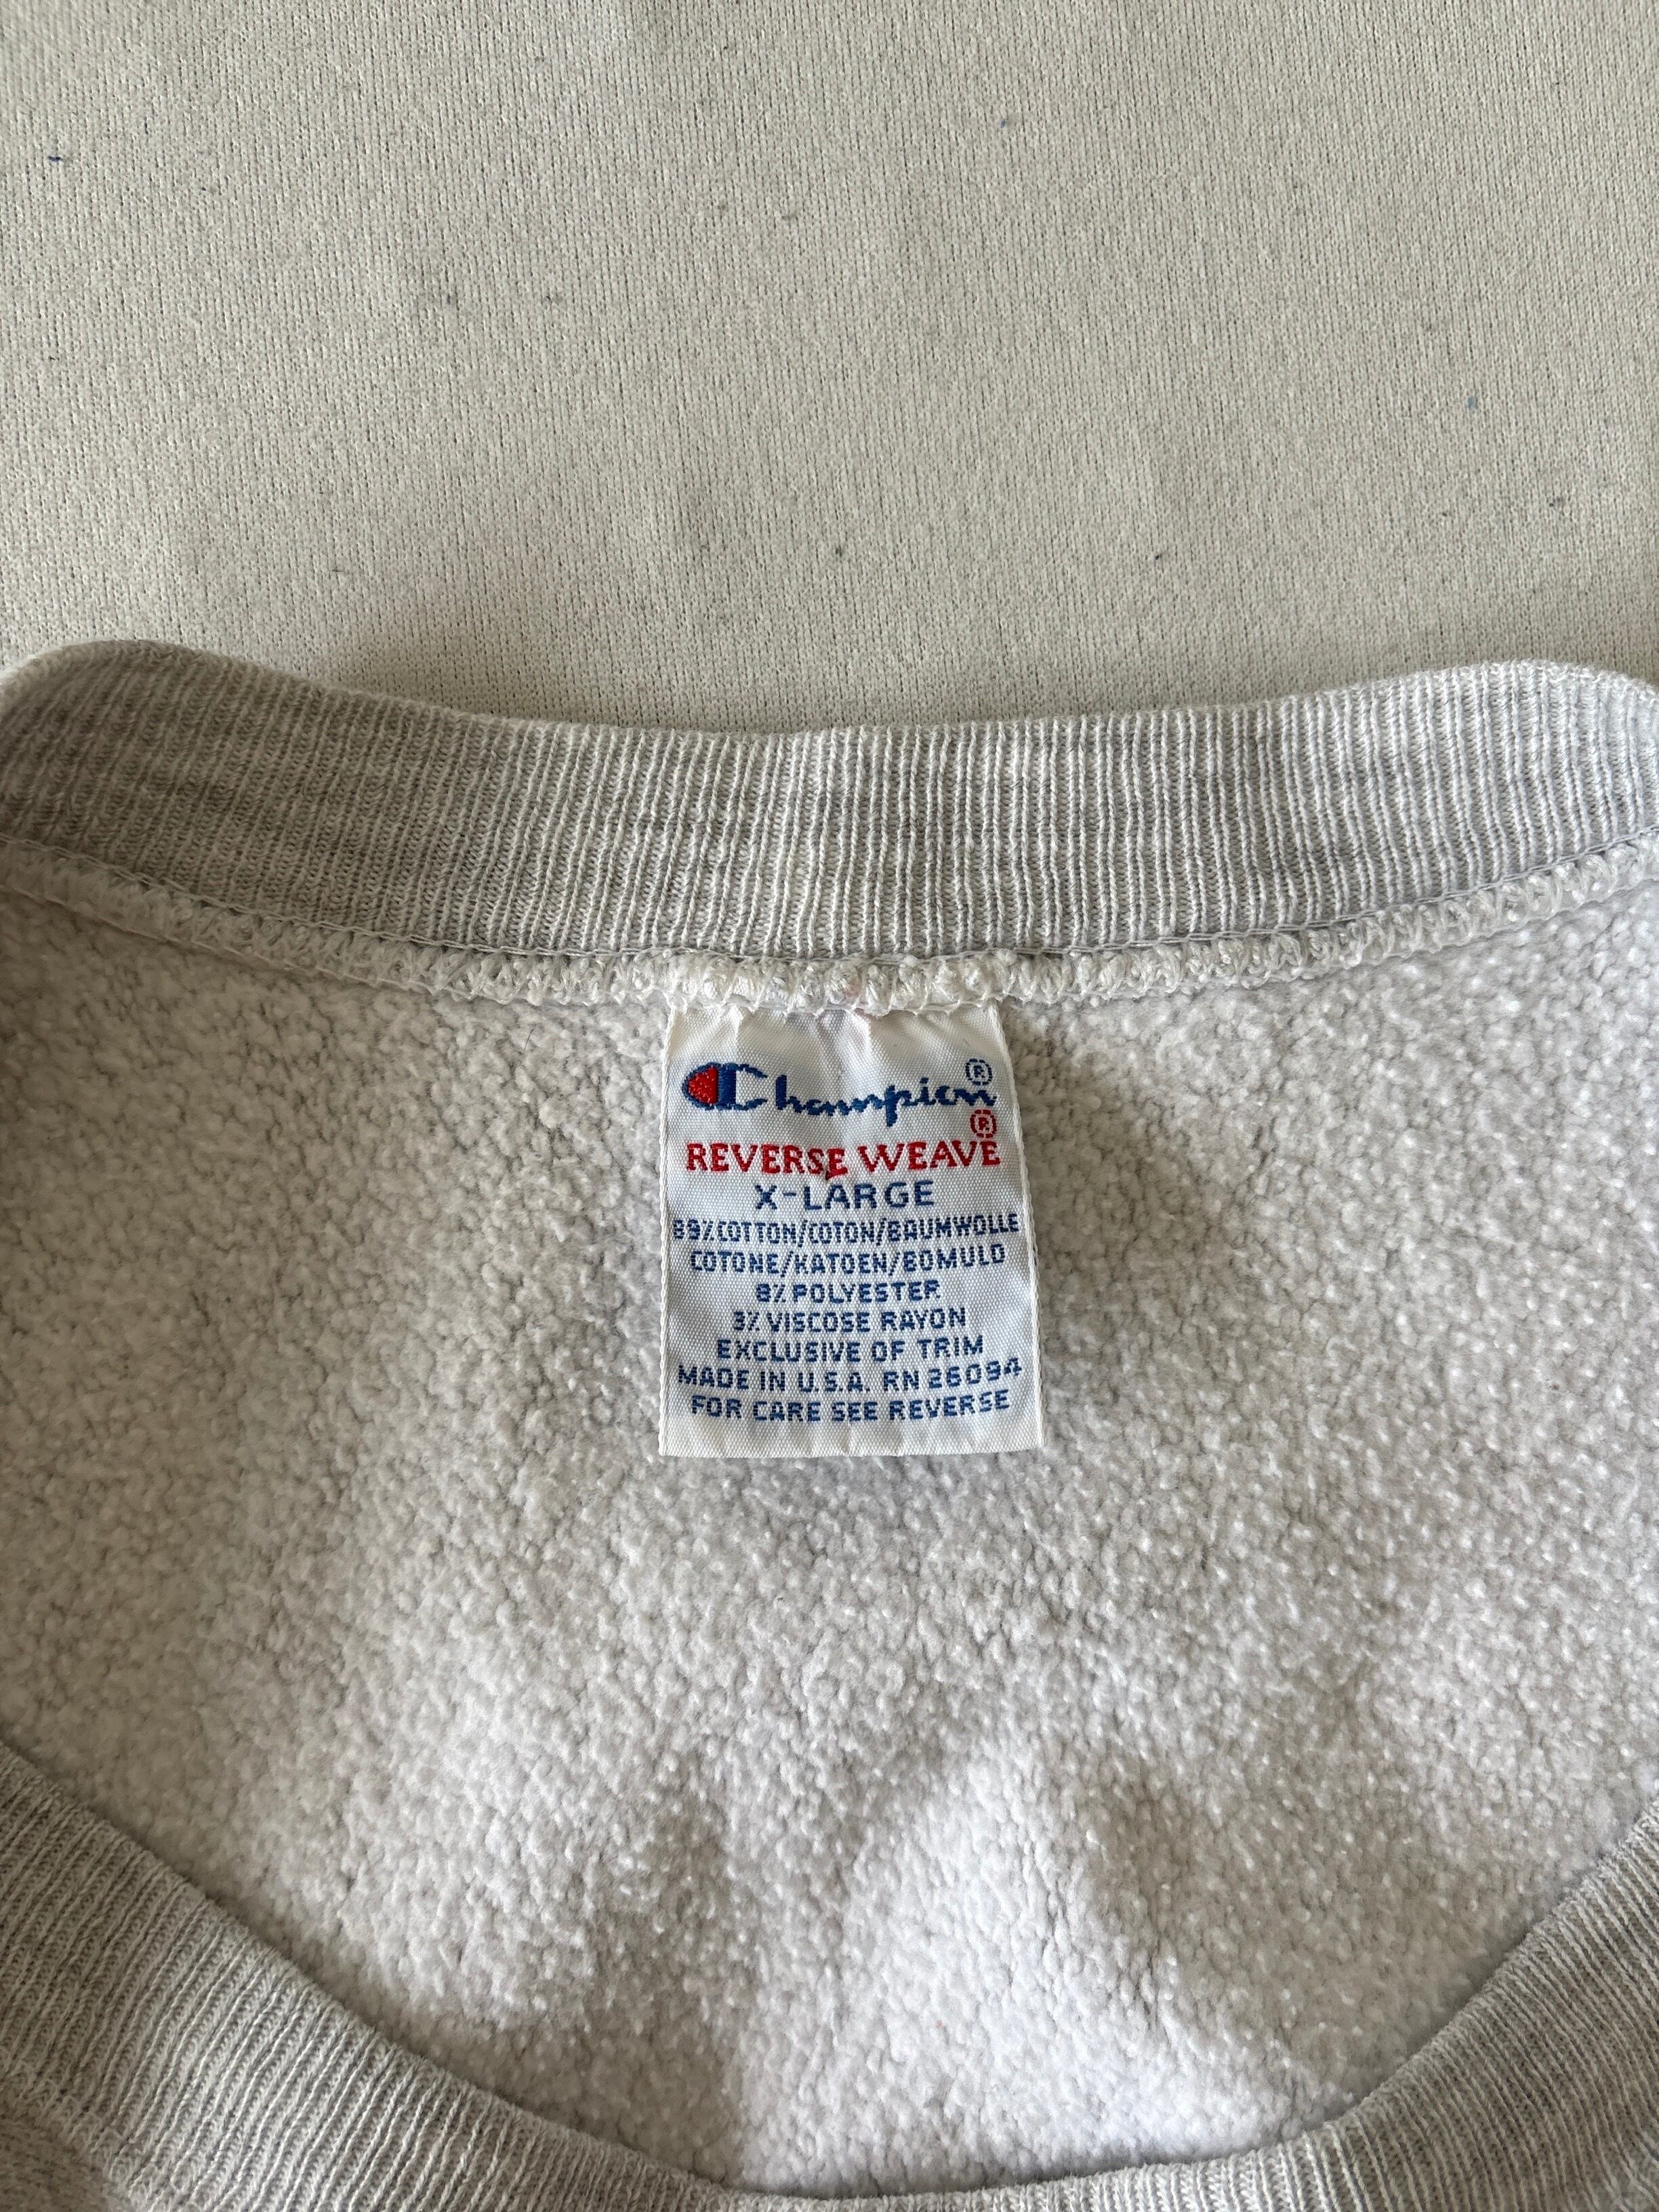 Champion®
REVERSE WEAVE®
X-LARGE
89% COTTON/COTON/BAUMWOLLE
COTONE/KATOEN/BOMULD
8% POLYESTER
3% VISCOSE RAYON
EXCLUSIVE OF TRIM
MADE IN U.S.A. RN 26094
FOR CARE SEE REVERSE